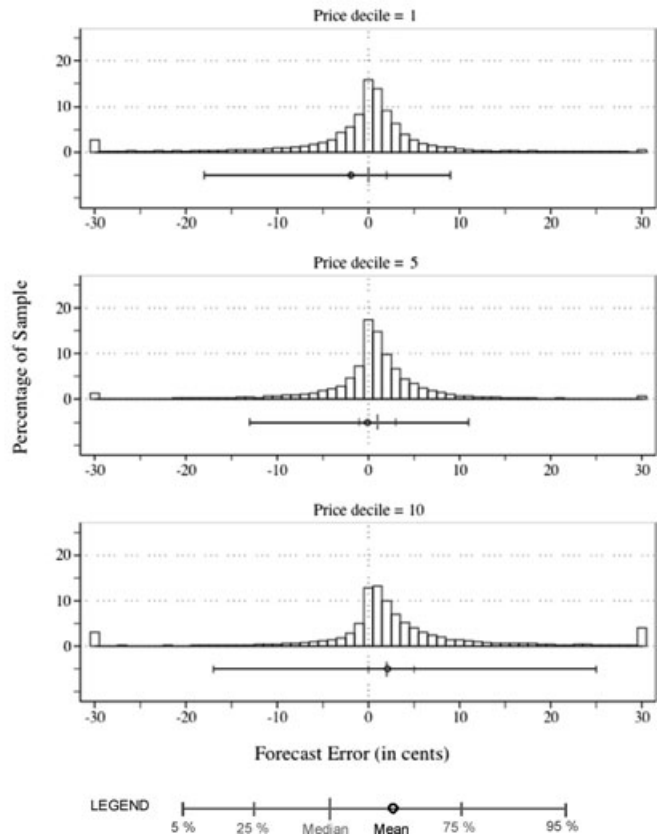 Price decile = 1
20
10
0
-30 -20 -10 0 10 20 30
Price decile = 5
20
10
0
-30 -20 -10 0 10 20 30
Percentage of Sample
Price decile = 10
20
10
0
-30 -20 -10 0 10 20 30
Forecast Error (in cents)
LEGEND
5 % 25 % Median Mean 75 % 95 %